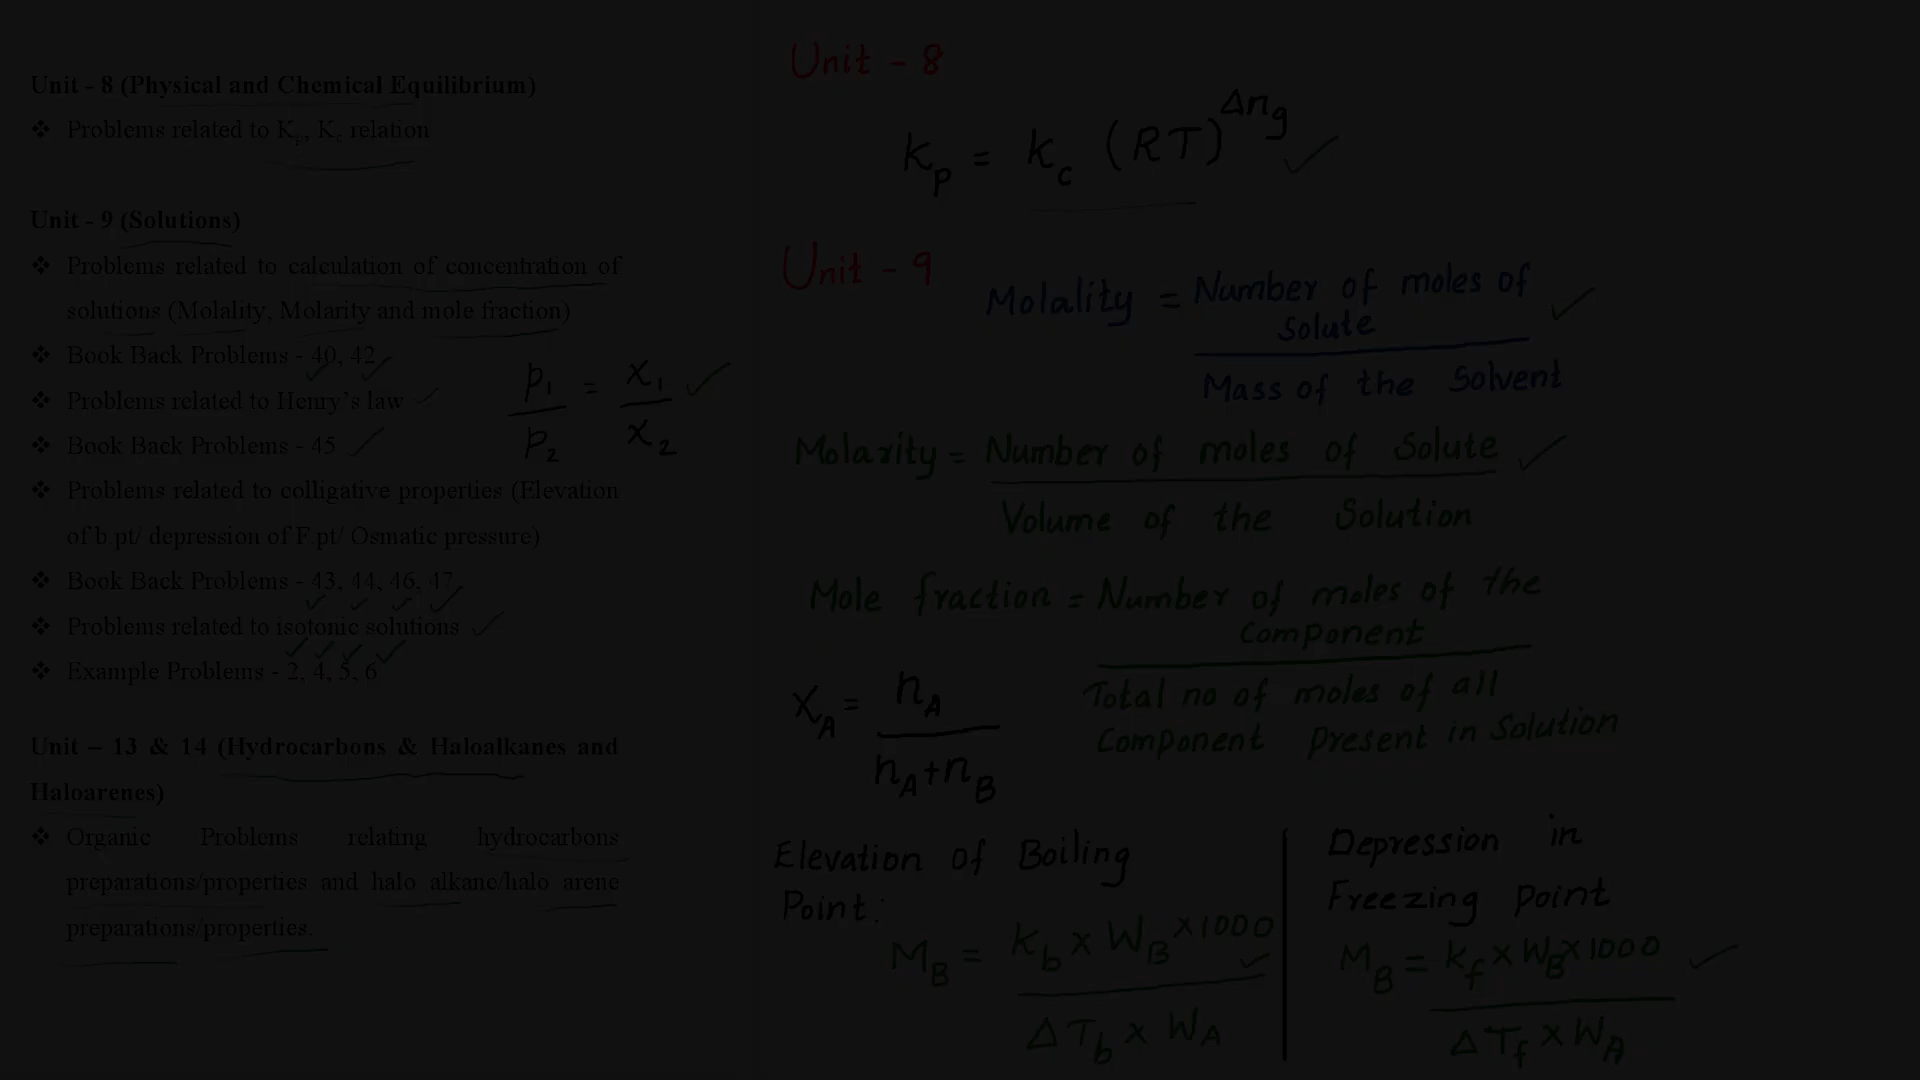 Unit - 8 (Physical and Chemical Equilibrium)
❖ Problems related to Kp, Kc relation
Unit - 9 (Solutions)
❖ Problems related to calculation of concentration of
solutions (Molality, Molarity and mole fraction)
❖ Book Back Problems - 40, 42
❖ Problems related to Henry's law
❖ Book Back Problems - 45
❖ Problems related to colligative properties (Elevation
of b.pt/ depression of F.pt/ Osmatic pressure)
❖ Book Back Problems - 43, 44, 46, 47
❖ Problems related to isotonic solutions
❖ Example Problems - 2, 4, 5, 6
Unit – 13 & 14 (Hydrocarbons & Haloalkanes and
Haloarenes)
❖ Organic Problems relating hydrocarbons
preparations/properties and halo alkane/halo arene
preparations/properties.
p1 = x1
p2 x2
Unit - 8
Kp = Kc (RT)^Δng
Unit - 9
Molality = Number of moles of
Solute
Mass of the Solvent
Molarity = Number of moles of Solute
Volume of the Solution
Mole fraction = Number of moles of the
Component
Total no of moles of all
Component present in Solution
XA = nA
nA+nB
Elevation of Boiling
Point:
MB = Kb x WB x 1000
ΔTb x WA
Depression in
Freezing point
MB = Kf x WB x 1000
ΔTf x WA